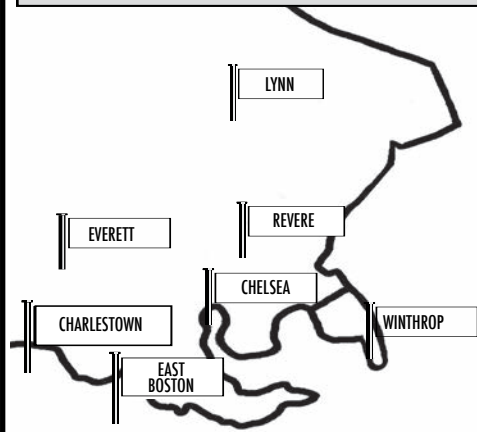 LYNN
REVERE
EVERETT
CHELSEA
CHARLESTOWN
WINTHROP
EAST
BOSTON